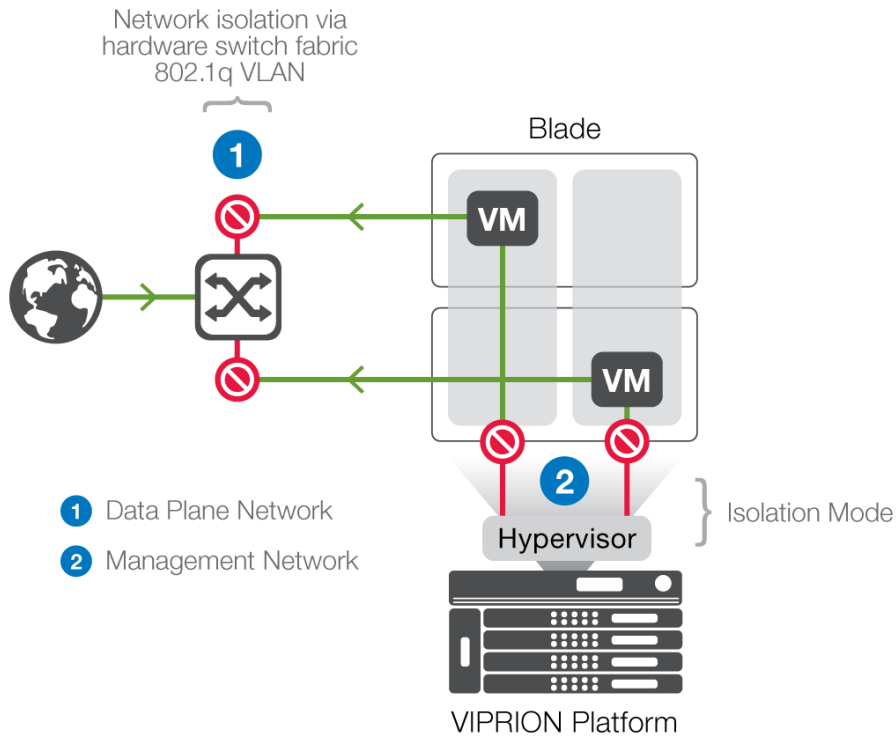 Network isolation via
hardware switch fabric
802.1q VLAN
1
Blade
VM
VM
2
1 Data Plane Network
2 Management Network
Isolation Mode
Hypervisor
VIPRION Platform